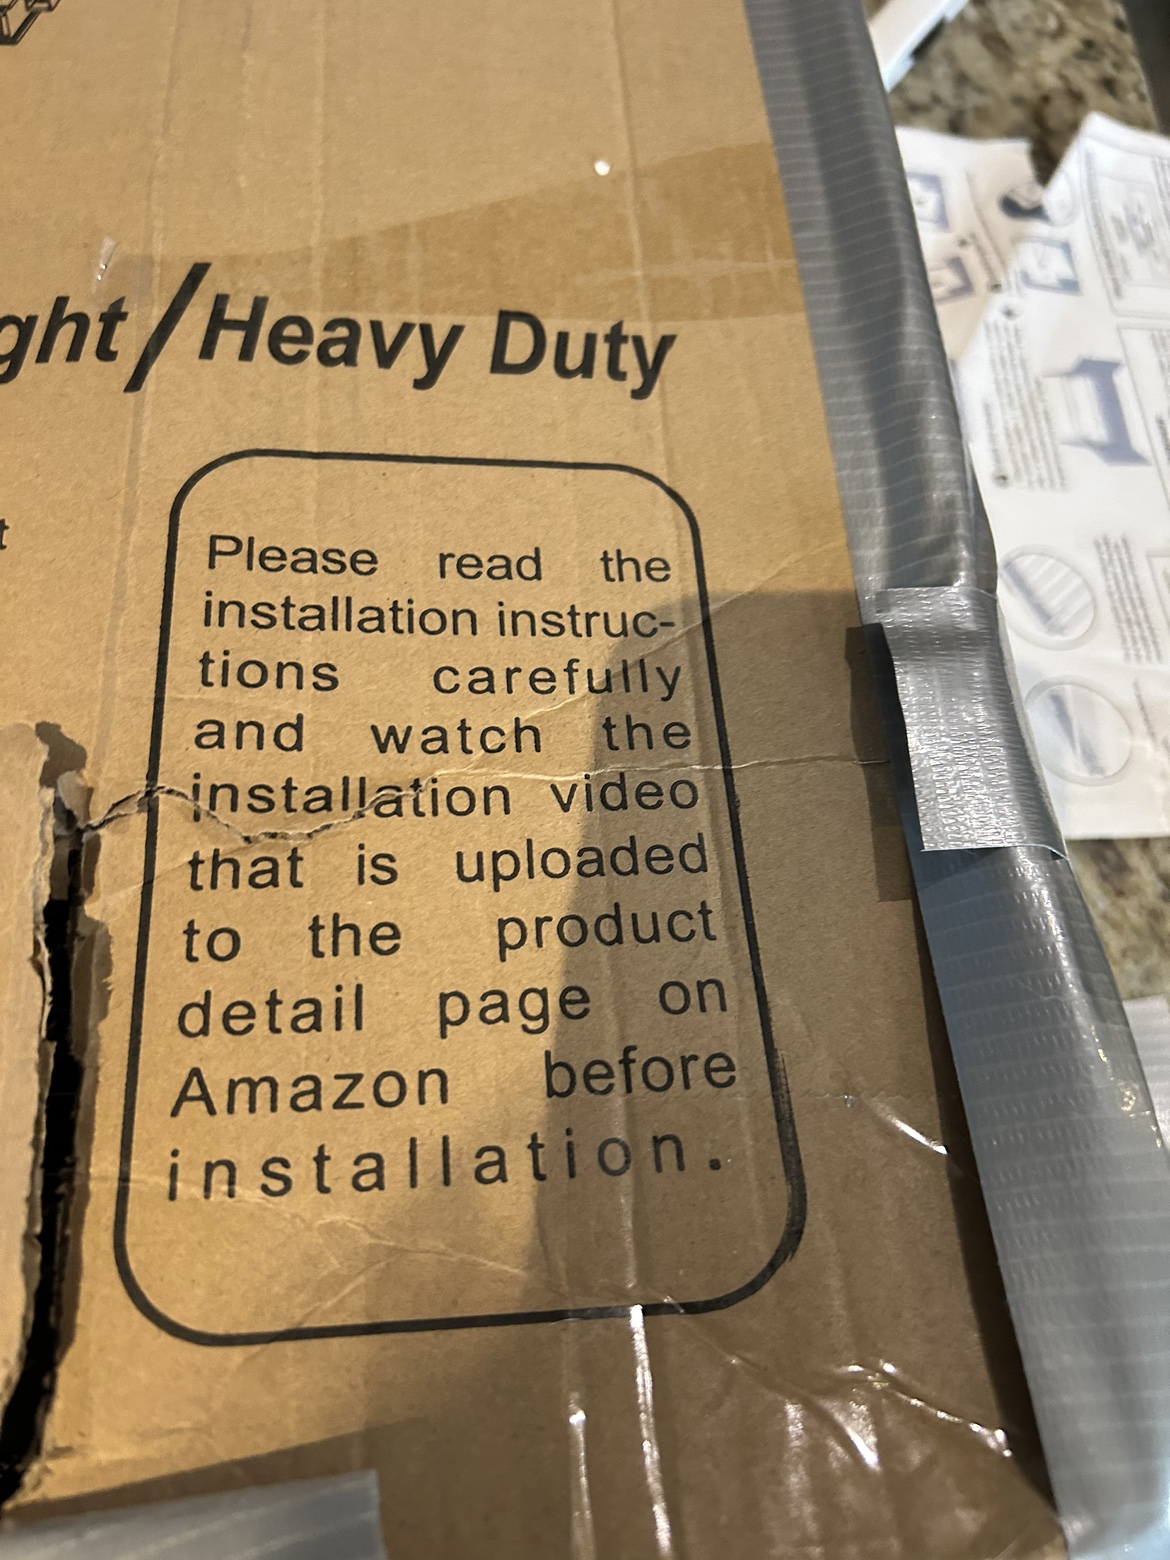 ght/Heavy Duty
t
Please read the
installation instruc-
tions carefully
and watch the
installation video
that is uploaded
to the product
detail page on
Amazon before
installation.